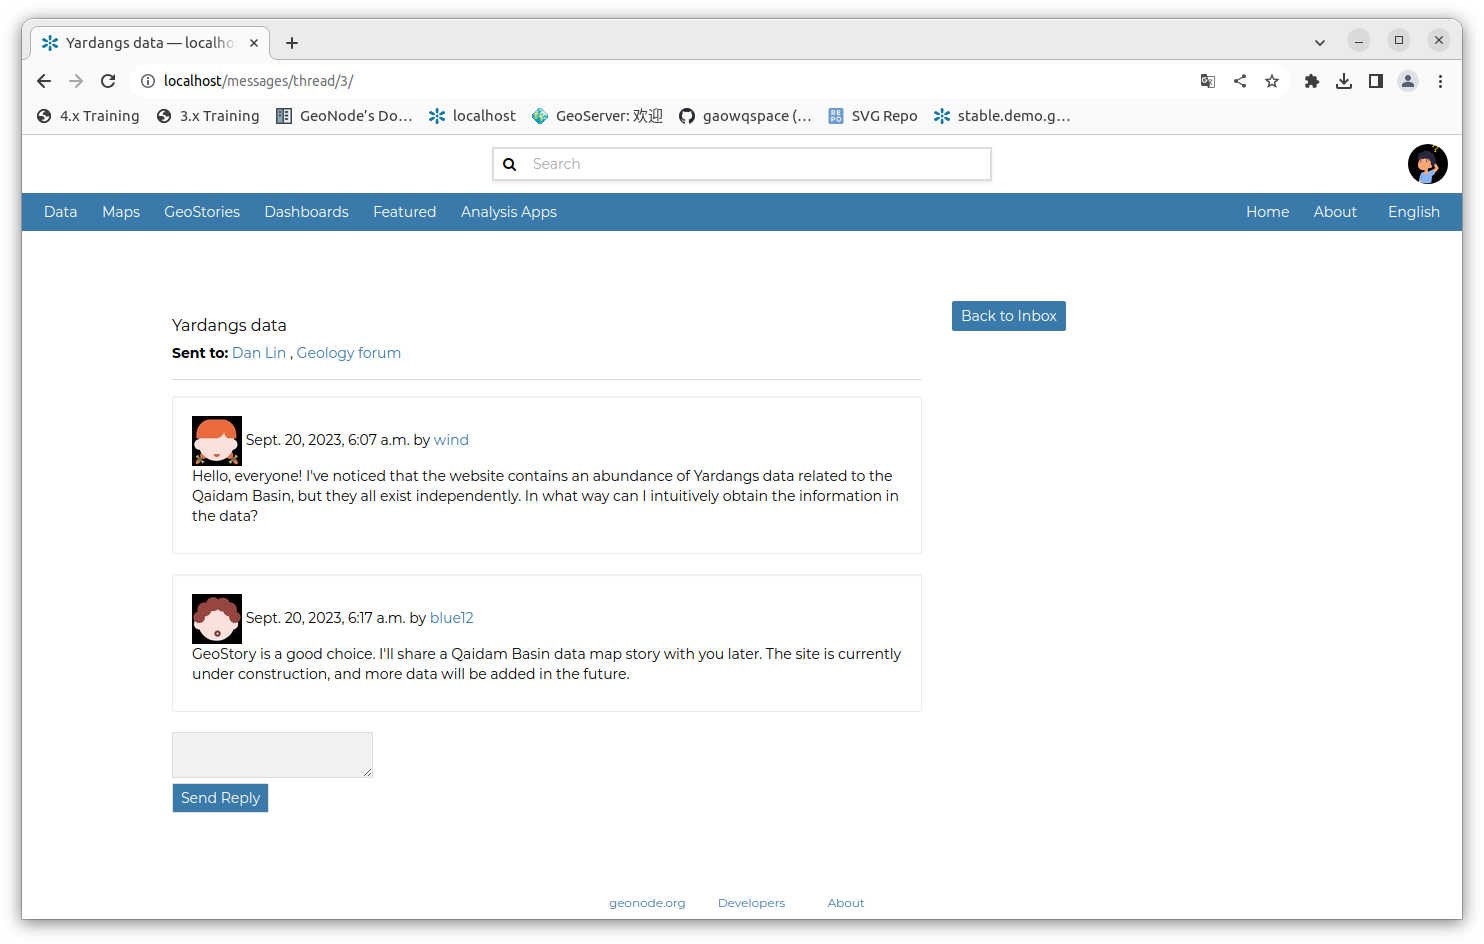 Yardangs data — localho
localhost/messages/thread/3/
4.x Training 3.x Training GeoNode’s Do... localhost GeoServer: 欢迎 gaowqspace (... SVG Repo stable.demo.g...
Search
Data Maps GeoStories Dashboards Featured Analysis Apps Home About English
Back to Inbox
Yardangs data
Sent to: Dan Lin , Geology forum
Sept. 20, 2023, 6:07 a.m. by wind
Hello, everyone! I've noticed that the website contains an abundance of Yardangs data related to the
Qaidam Basin, but they all exist independently. In what way can I intuitively obtain the information in
the data?
Sept. 20, 2023, 6:17 a.m. by blue12
GeoStory is a good choice. I'll share a Qaidam Basin data map story with you later. The site is currently
under construction, and more data will be added in the future.
Send Reply
geonode.org Developers About